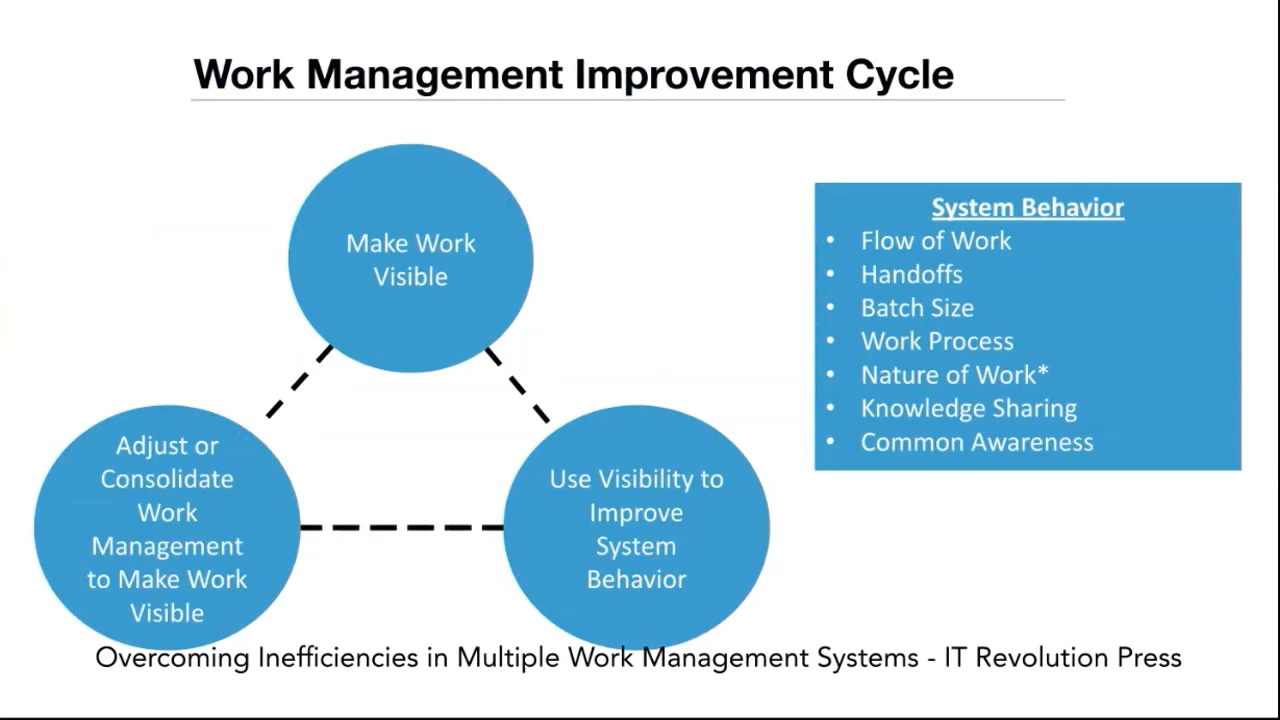 Work Management Improvement Cycle
Make Work
Visible
Adjust or
Consolidate
Work
Management
to Make Work
Visible
Use Visibility to
Improve
System
Behavior
System Behavior
• Flow of Work
• Handoffs
• Batch Size
• Work Process
• Nature of Work*
• Knowledge Sharing
• Common Awareness
Overcoming Inefficiencies in Multiple Work Management Systems - IT Revolution Press